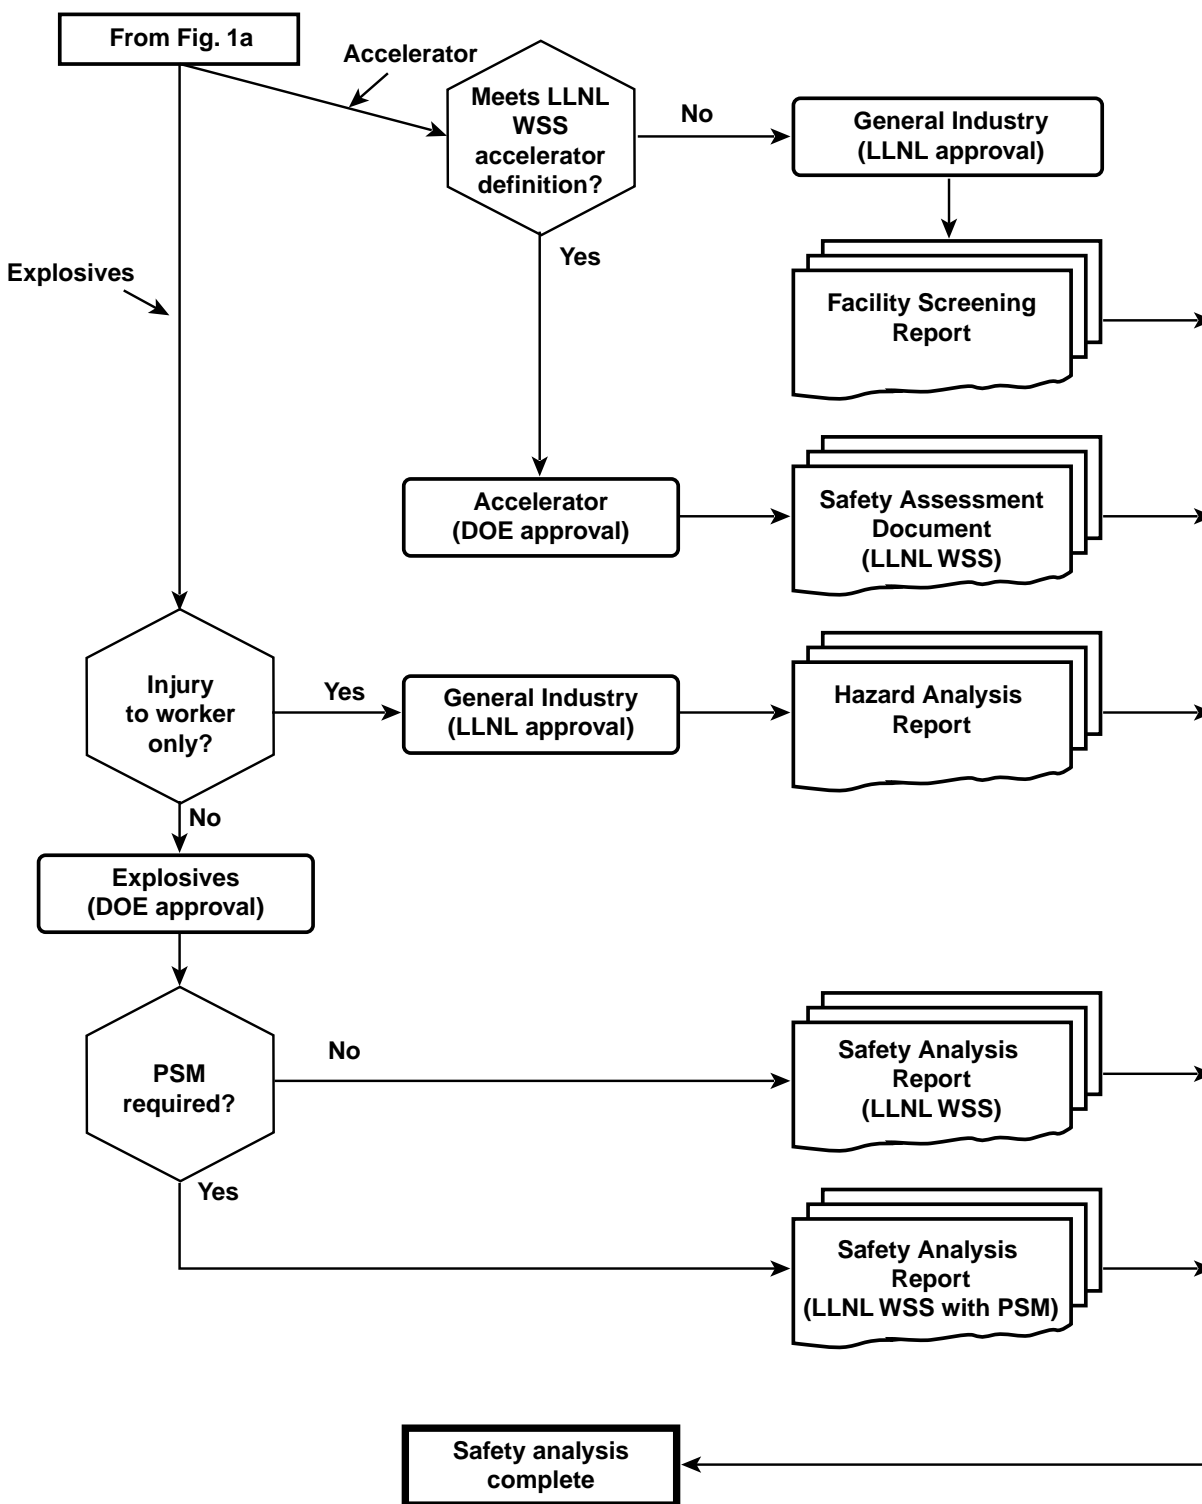 From Fig. 1a
Accelerator
Meets LLNL
WSS
accelerator
definition?
No
General Industry
(LLNL approval)
Yes
Explosives
Facility Screening
Report
Accelerator
(DOE approval)
Safety Assessment
Document
(LLNL WSS)
Injury
to worker
only?
Yes
General Industry
(LLNL approval)
Hazard Analysis
Report
No
Explosives
(DOE approval)
PSM
required?
No
Safety Analysis
Report
(LLNL WSS)
Yes
Safety Analysis
Report
(LLNL WSS with PSM)
Safety analysis
complete